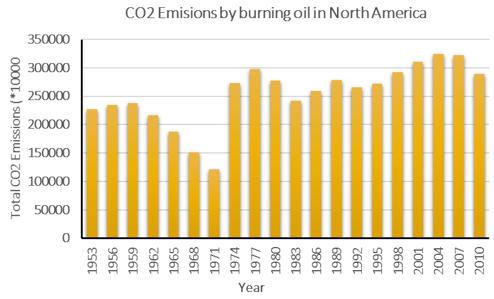 CO2 Emisions by burning oil in North America
Total CO2 Emissions (*10000
350000
300000
250000
200000
150000
100000
50000
0
1953 1956 1959 1962 1965 1968 1971 1974 1977 1980 1983 1986 1989 1992 1995 1998 2001 2004 2007 2010
Year